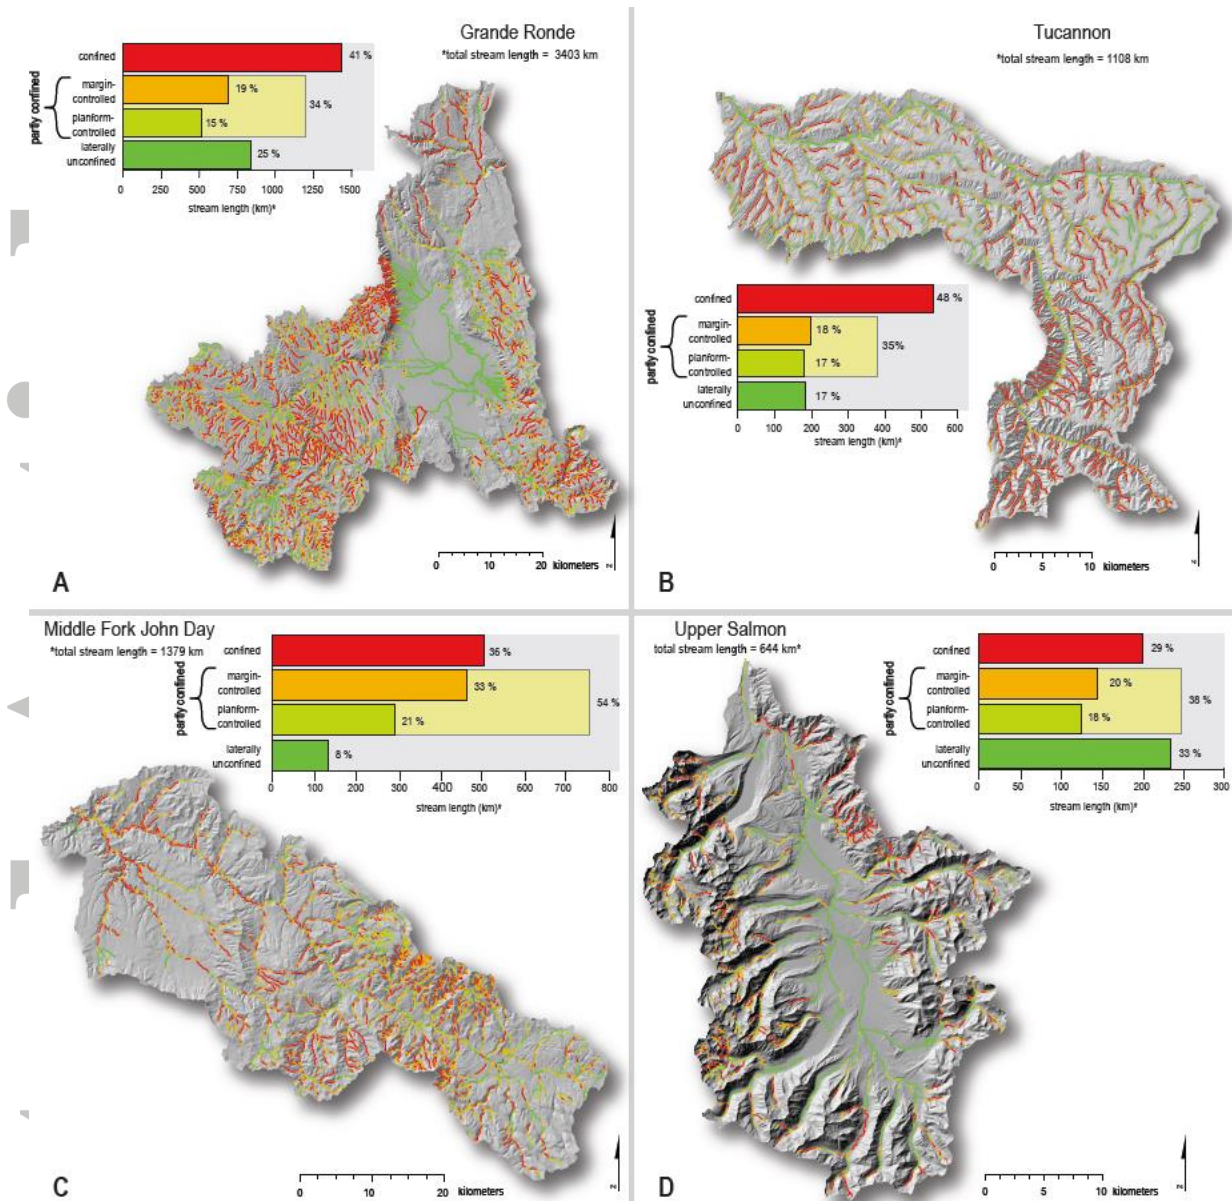 Grande Ronde
*total stream length = 3403 km
confined
41 %
partly confined
margin-
controlled
19 %
34 %
planform-
controlled
15 %
laterally
unconfined
25 %
0 250 500 750 1000 1250 1500
stream length (km)*
0 10 20 kilometers
N
A
Tucannon
*total stream length = 1108 km
confined
48 %
partly confined
margin-
controlled
18 %
35%
planform-
controlled
17 %
laterally
unconfined
17 %
0 100 200 300 400 500 600
stream length (km)*
0 5 10 kilometers
N
B
Middle Fork John Day
*total stream length = 1379 km
confined
36 %
partly confined
margin-
controlled
33 %
54 %
planform-
controlled
21 %
laterally
unconfined
8 %
0 100 200 300 400 500 600 700 800
stream length (km)*
0 10 20 kilometers
N
C
Upper Salmon
total stream length = 644 km*
confined
29 %
partly confined
margin-
controlled
20 %
38 %
planform-
controlled
18 %
laterally
unconfined
33 %
0 50 100 150 200 250 300
stream length (km)*
0 5 10 kilometers
N
D